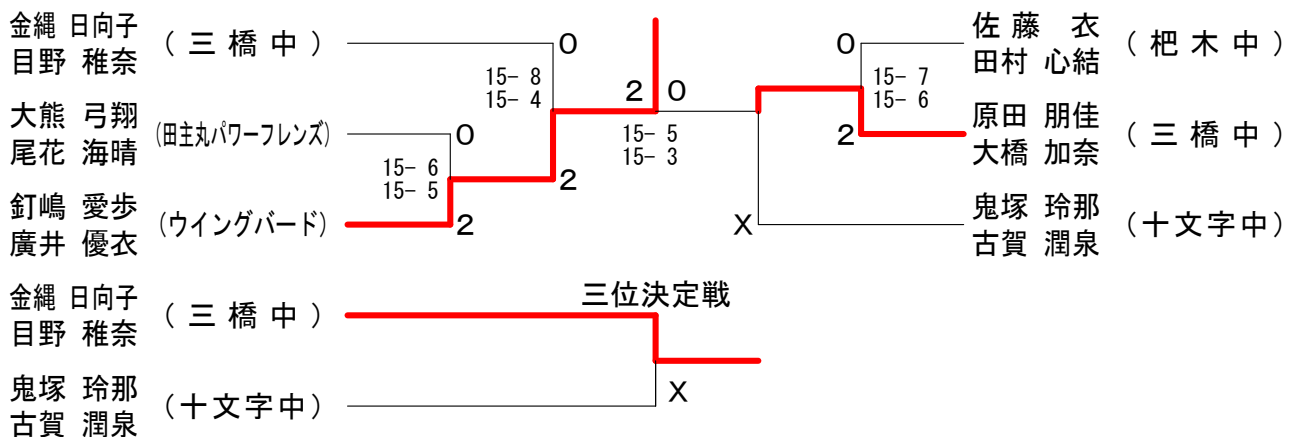 金縄 日向子
目野 稚奈
(三橋中)
0
15- 8
15- 4
大熊 弓翔
尾花 海晴
(田主丸パワーフレンズ)
0
15- 6
15- 5
2
釘嶋 愛歩
廣井 優衣
(ウイングバード)
2
2 0
15- 5
15- 3
0
15- 7
15- 6
2
X
佐藤 衣
田村 心結
(杷木中)
原田 朋佳
大橋 加奈
(三橋中)
鬼塚 玲那
古賀 潤泉
(十文字中)
三位決定戦
金縄 日向子
目野 稚奈
(三橋中)
鬼塚 玲那
古賀 潤泉
(十文字中)
X